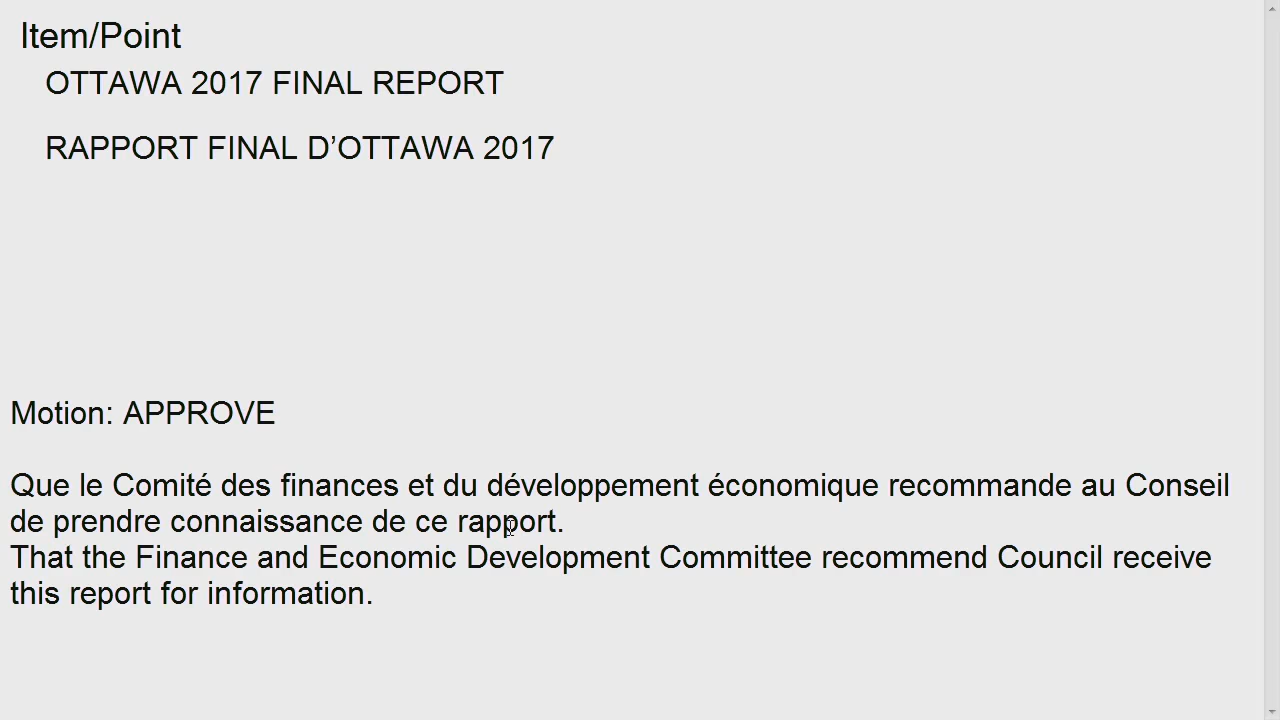 Item/Point
OTTAWA 2017 FINAL REPORT
RAPPORT FINAL D’OTTAWA 2017
Motion: APPROVE
Que le Comité des finances et du développement économique recommande au Conseil
de prendre connaissance de ce rapport.
That the Finance and Economic Development Committee recommend Council receive
this report for information.